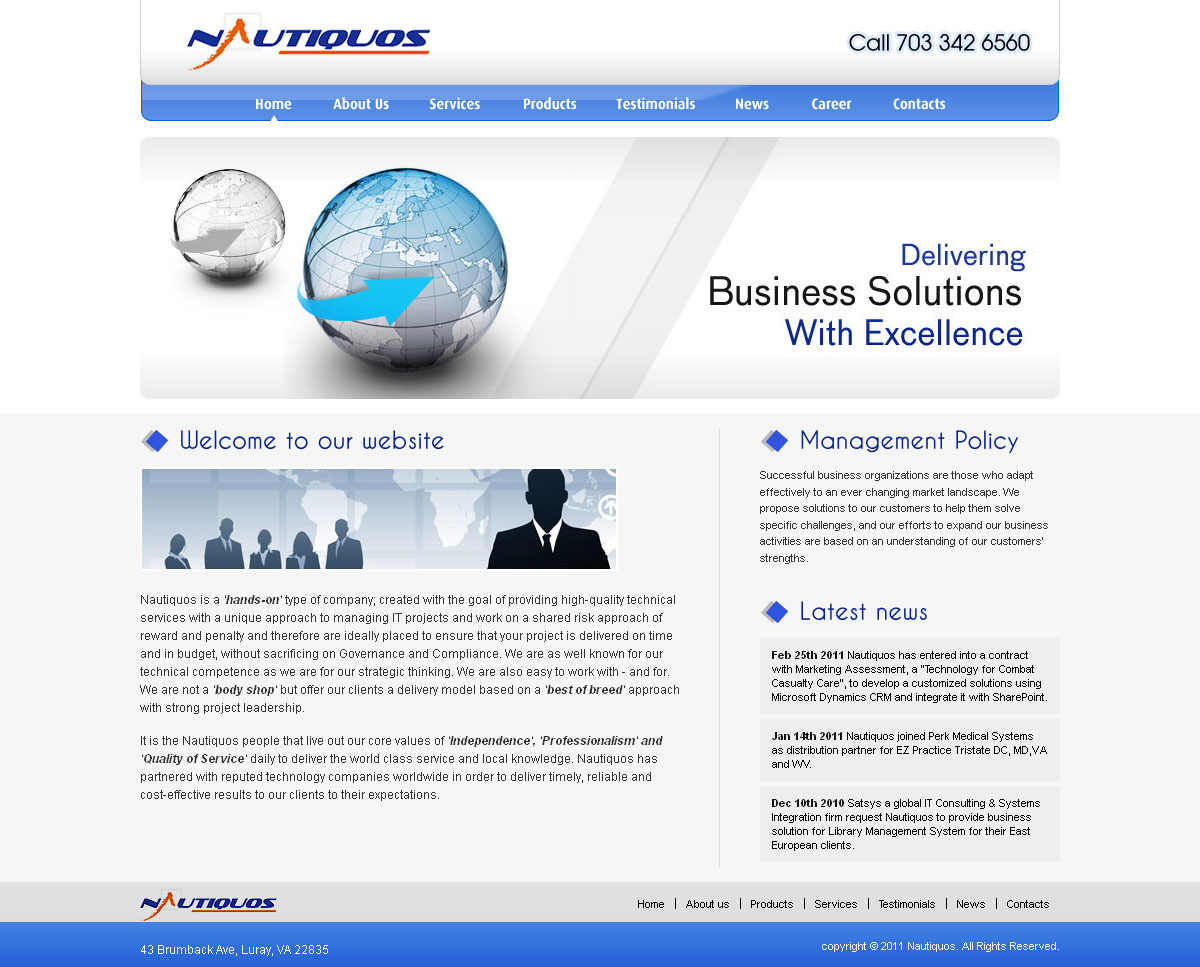 NAUTIQUOS
Call 703 342 6560
Home About Us Services Products Testimonials News Career Contacts
Delivering
Business Solutions
With Excellence
Welcome to our website
Nautiquos is a 'hands-on' type of company; created with the goal of providing high-quality technical
services with a unique approach to managing IT projects and work on a shared risk approach of
reward and penalty and therefore are ideally placed to ensure that your project is delivered on time
and in budget, without sacrificing on Governance and Compliance. We are as well known for our
technical competence as we are for our strategic thinking. We are also easy to work with - and for.
We are not a 'body shop' but offer our clients a delivery model based on a 'best of breed' approach
with strong project leadership.
It is the Nautiquos people that live out our core values of 'Independence', 'Professionalism' and
'Quality of Service' daily to deliver the world class service and local knowledge. Nautiquos has
partnered with reputed technology companies worldwide in order to deliver timely, reliable and
cost-effective results to our clients to their expectations.
Management Policy
Successful business organizations are those who adapt
effectively to an ever changing market landscape. We
propose solutions to our customers to help them solve
specific challenges, and our efforts to expand our business
activities are based on an understanding of our customers'
strengths.
Latest news
Feb 25th 2011 Nautiquos has entered into a contract
with Marketing Assessment, a "Technology for Combat
Casualty Care", to develop a customized solutions using
Microsoft Dynamics CRM and integrate it with SharePoint.
Jan 14th 2011 Nautiquos joined Perk Medical Systems
as distribution partner for EZ Practice Tristate DC, MD,VA
and WV.
Dec 10th 2010 Satsys a global IT Consulting & Systems
Integration firm request Nautiquos to provide business
solution for Library Management System for their East
European clients.
NAUTIQUOS
Home | About us | Products | Services | Testimonials | News | Contacts
43 Brumback Ave, Luray, VA 22835
copyright © 2011 Nautiquos. All Rights Reserved.